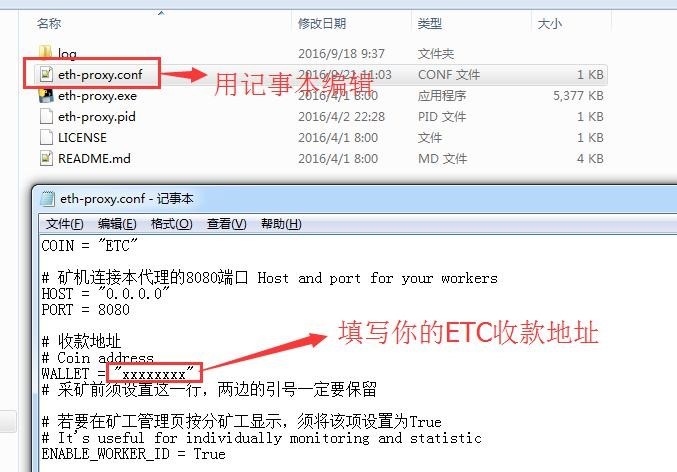 名称 修改日期 类型 大小
log 2016/9/18 9:37 文件夹
eth-proxy.conf 2016/9/21 11:03 CONF 文件 1 KB
用记事本编辑
eth-proxy.exe 2016/4/1 8:00 应用程序 5,377 KB
eth-proxy.pid 2016/4/2 22:28 PID 文件 1 KB
LICENSE 2016/4/1 8:00 文件 2 KB
README.md 2016/4/1 8:00 MD 文件 4 KB
eth-proxy.conf - 记事本
文件(F) 编辑(E) 格式(O) 查看(V) 帮助(H)
COIN = "ETC"
# 矿机连接本代理的8080端口 Host and port for your workers
HOST = "0.0.0.0"
PORT = 8080
填写你的ETC收款地址
# 收款地址
# Coin address
WALLET = "xxxxxxxx"
# 采矿前须设置这一行，两边的引号一定要保留
# 若要在矿工管理页按分矿工显示，须将该项设置为True
# It's useful for individually monitoring and statistic
ENABLE_WORKER_ID = True